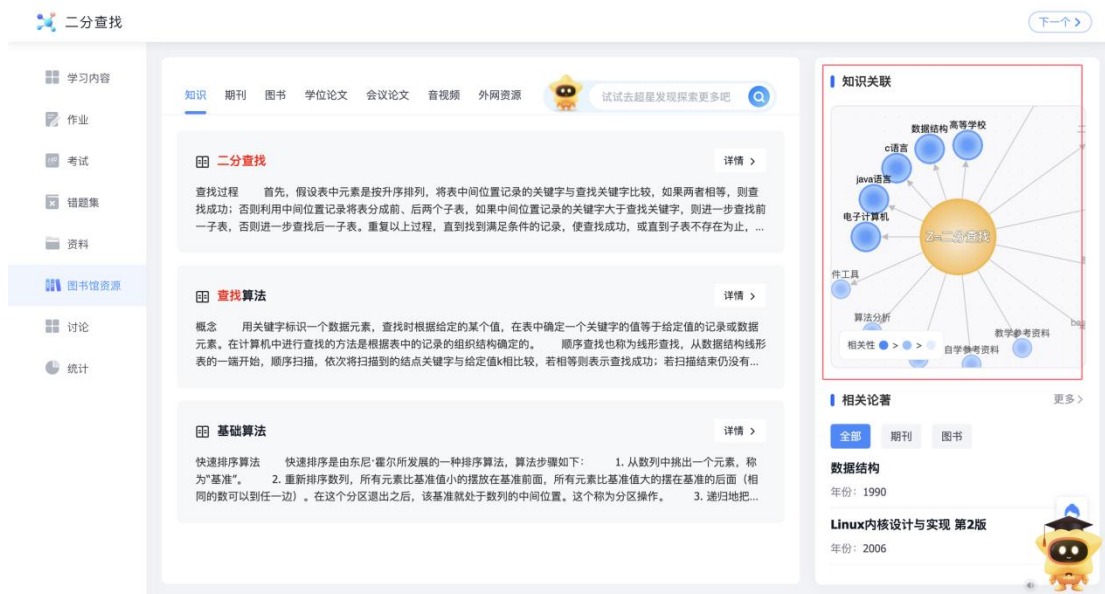 二分查找
下一个 >
学习内容
作业
考试
错题集
资料
图书馆资源
讨论
统计
知识 期刊 图书 学位论文 会议论文 音视频 外网资源
试试去超星发现探索更多吧
二分查找
详情 >
查找过程 首先，假设表中元素是按升序排列，将表中间位置记录的关键字与查找关键字比较，如果两者相等，则查
找成功；否则利用中间位置记录将表分成前、后两个子表，如果中间位置记录的关键字大于查找关键字，则进一步查找前
一子表，否则进一步查找后一子表。重复以上过程，直到找到满足条件的记录，使查找成功，或直到子表不存在为止，...
查找算法
详情 >
概念 用关键字标识一个数据元素，查找时根据给定的某个值，在表中确定一个关键字的值等于给定值的记录或数据
元素。在计算机中进行查找的方法是根据表中的记录的组织结构确定的。 顺序查找也称为线形查找，从数据结构线形
表的一端开始，顺序扫描，依次将扫描到的结点关键字与给定值k相比较，若相等则表示查找成功；若扫描结束仍没有...
基础算法
详情 >
快速排序算法 快速排序是由东尼·霍尔所发展的一种排序算法，算法步骤如下： 1. 从数列中挑出一个元素，称
为"基准"。 2. 重新排序数列，所有元素比基准值小的摆放在基准前面，所有元素比基准值大的摆在基准的后面（相
同的数可以到任一边）。在这个分区退出之后，该基准就处于数列的中间位置。这个称为分区操作。 3. 递归地把...
知识关联
数据结构
高等学校
c语言
java语言
电子计算机
Z=二分查找
件工具
算法分析
教学参考资料
相关性 > >
自学参考资料
相关论著
更多 >
全部 期刊 图书
数据结构
年份：1990
Linux内核设计与实现 第2版
年份：2006